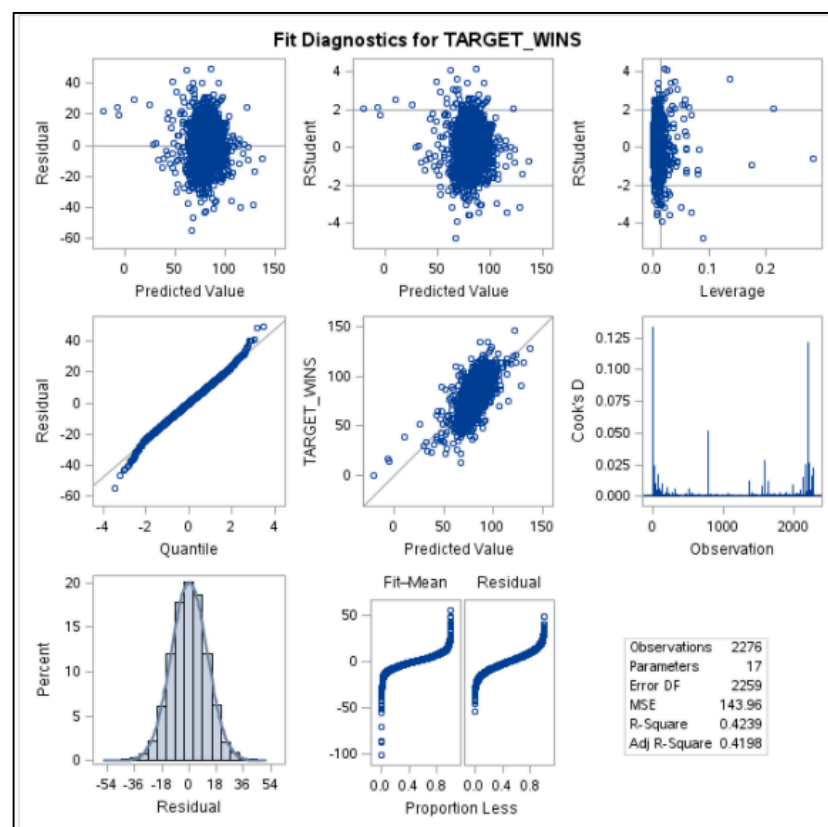 Fit Diagnostics for TARGET_WINS
40
20
0
-20
-40
-60
Residual
0 50 100 150
Predicted Value
4
2
0
-2
-4
RStudent
0 50 100 150
Predicted Value
4
2
0
-2
-4
RStudent
0.0 0.1 0.2
Leverage
40
20
0
-20
-40
-60
Residual
-4 -2 0 2 4
Quantile
150
100
50
0
TARGET_WINS
0 50 100 150
Predicted Value
0.125
0.100
0.075
0.050
0.025
0.000
Cook's D
0 1000 2000
Observation
20
15
10
5
0
Percent
-54 -36 -18 0 18 36 54
Residual
Fit–Mean Residual
50
0
-50
-100
0.0 0.4 0.8 0.0 0.4 0.8
Proportion Less
Observations 2276
Parameters 17
Error DF 2259
MSE 143.96
R-Square 0.4239
Adj R-Square 0.4198